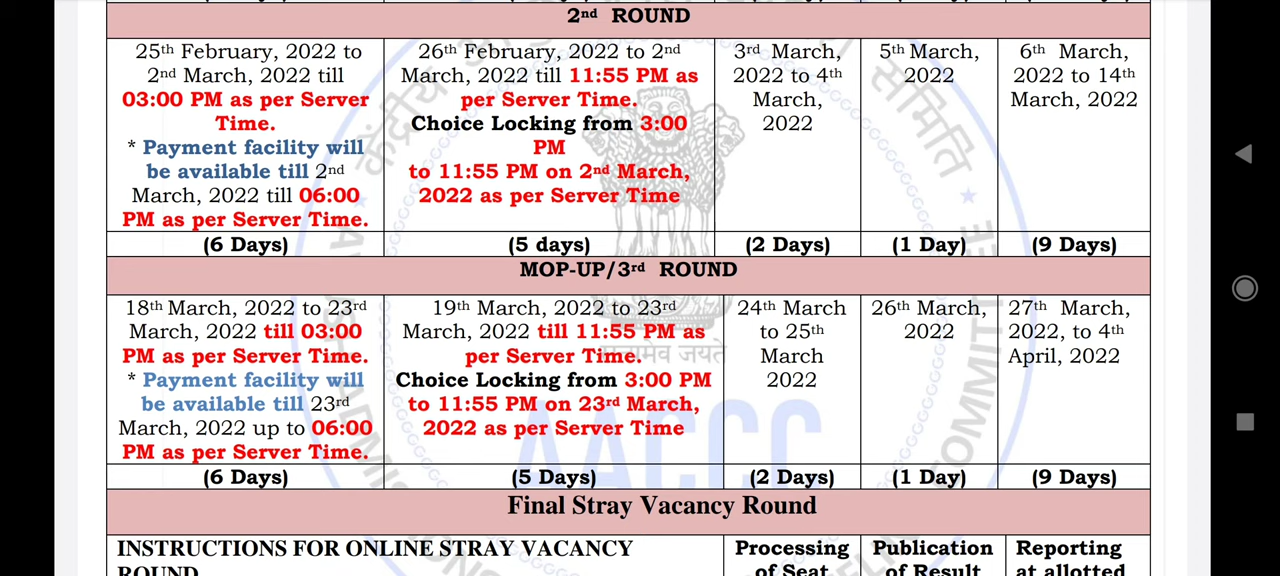 2nd ROUND
25th February, 2022 to
2nd March, 2022 till
03:00 PM as per Server
Time.
* Payment facility will
be available till 2nd
March, 2022 till 06:00
PM as per Server Time.
26th February, 2022 to 2nd
March, 2022 till 11:55 PM as
per Server Time.
Choice Locking from 3:00
PM
to 11:55 PM on 2nd March,
2022 as per Server Time
3rd March,
2022 to 4th
March,
2022
5th March,
2022
6th March,
2022 to 14th
March, 2022
(6 Days)
(5 days)
(2 Days)
(1 Day)
(9 Days)
MOP-UP/3rd ROUND
18th March, 2022 to 23rd
March, 2022 till 03:00
PM as per Server Time.
* Payment facility will
be available till 23rd
March, 2022 up to 06:00
PM as per Server Time.
19th March, 2022 to 23rd
March, 2022 till 11:55 PM as
per Server Time.
Choice Locking from 3:00 PM
to 11:55 PM on 23rd March,
2022 as per Server Time
24th March
to 25th
March
2022
26th March,
2022
27th March,
2022, to 4th
April, 2022
(6 Days)
(5 Days)
(2 Days)
(1 Day)
(9 Days)
Final Stray Vacancy Round
INSTRUCTIONS FOR ONLINE STRAY VACANCY
ROUND
Processing
of Seat
Publication
of Result
Reporting
at allotted
केंद्रीय
समिति
AACCC